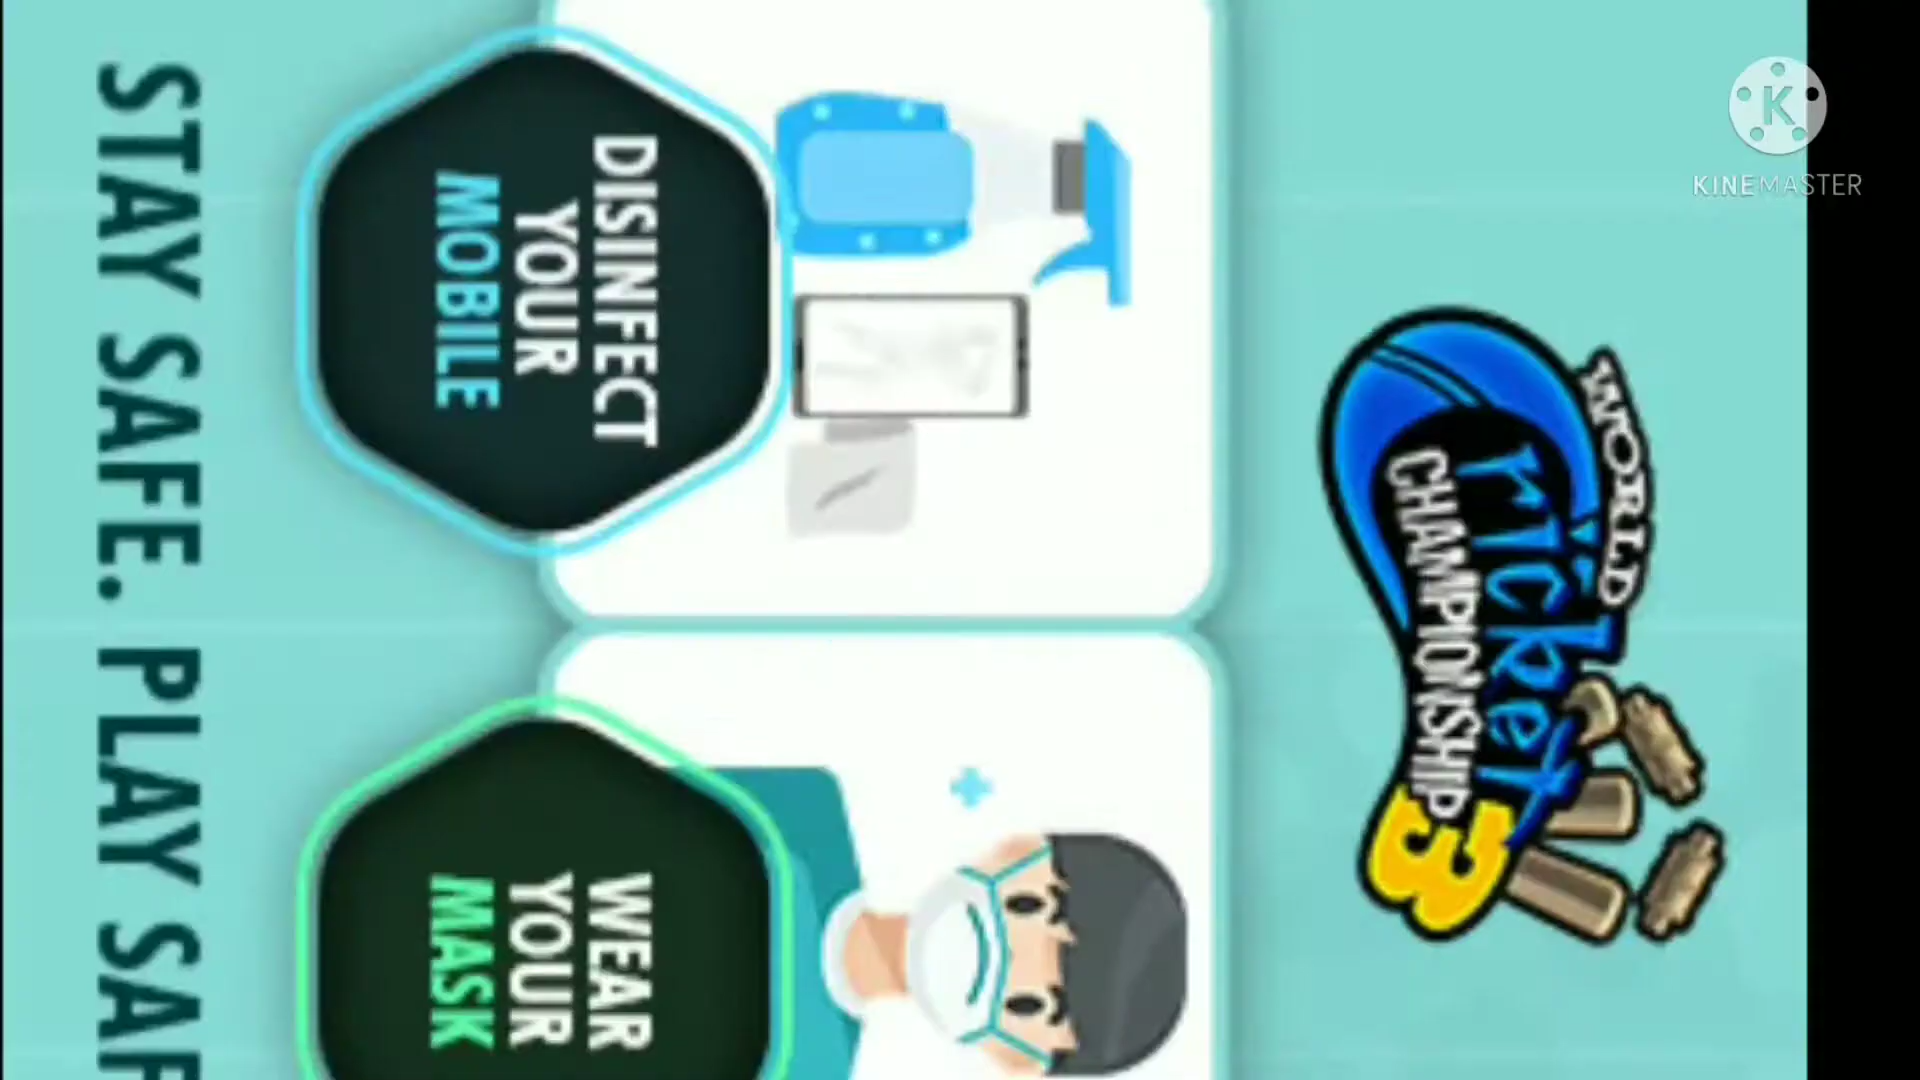 WORLD
cricket
CHAMPIONSHIP
3
DISINFECT
YOUR
MOBILE
WEAR
YOUR
MASK
STAY SAFE. PLAY SAF
K
KINEMASTER